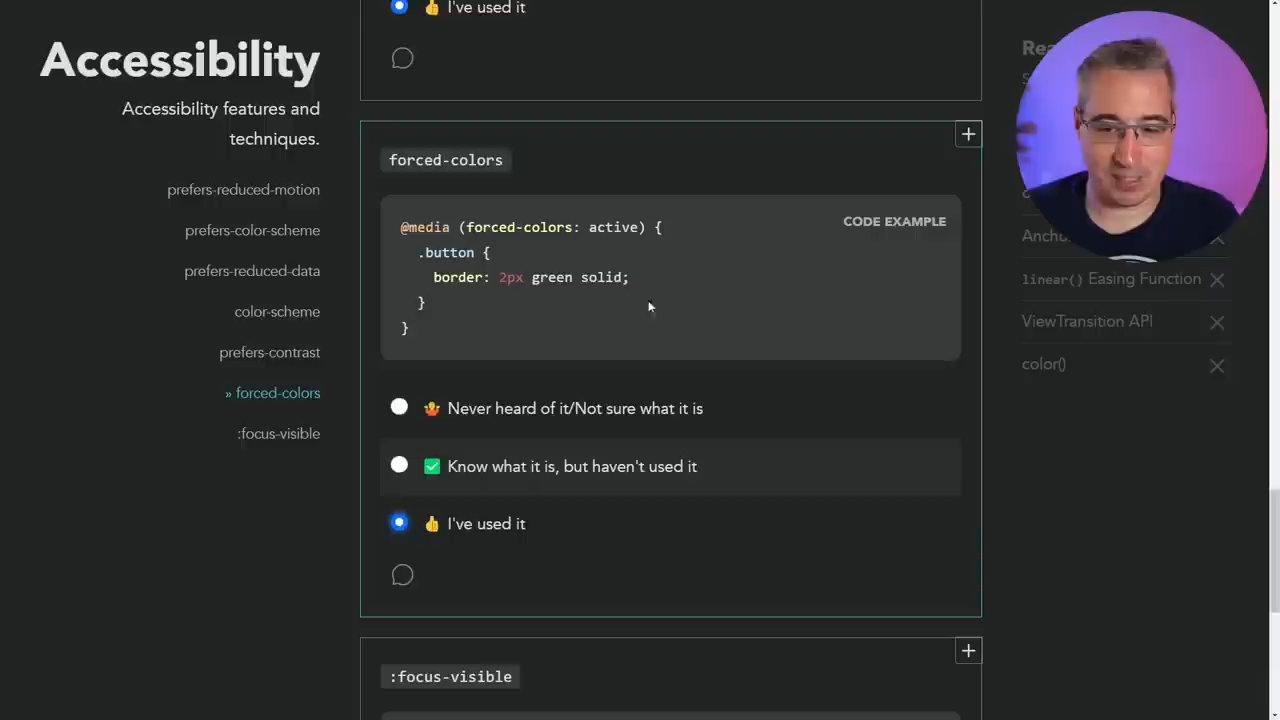 Accessibility
Accessibility features and
techniques.
prefers-reduced-motion
prefers-color-scheme
prefers-reduced-data
color-scheme
prefers-contrast
» forced-colors
:focus-visible
👍 I've used it
forced-colors
CODE EXAMPLE
@media (forced-colors: active) {
.button {
border: 2px green solid;
}
}
🤷 Never heard of it/Not sure what it is
✅ Know what it is, but haven't used it
👍 I've used it
:focus-visible
linear() Easing Function
ViewTransition API
color()